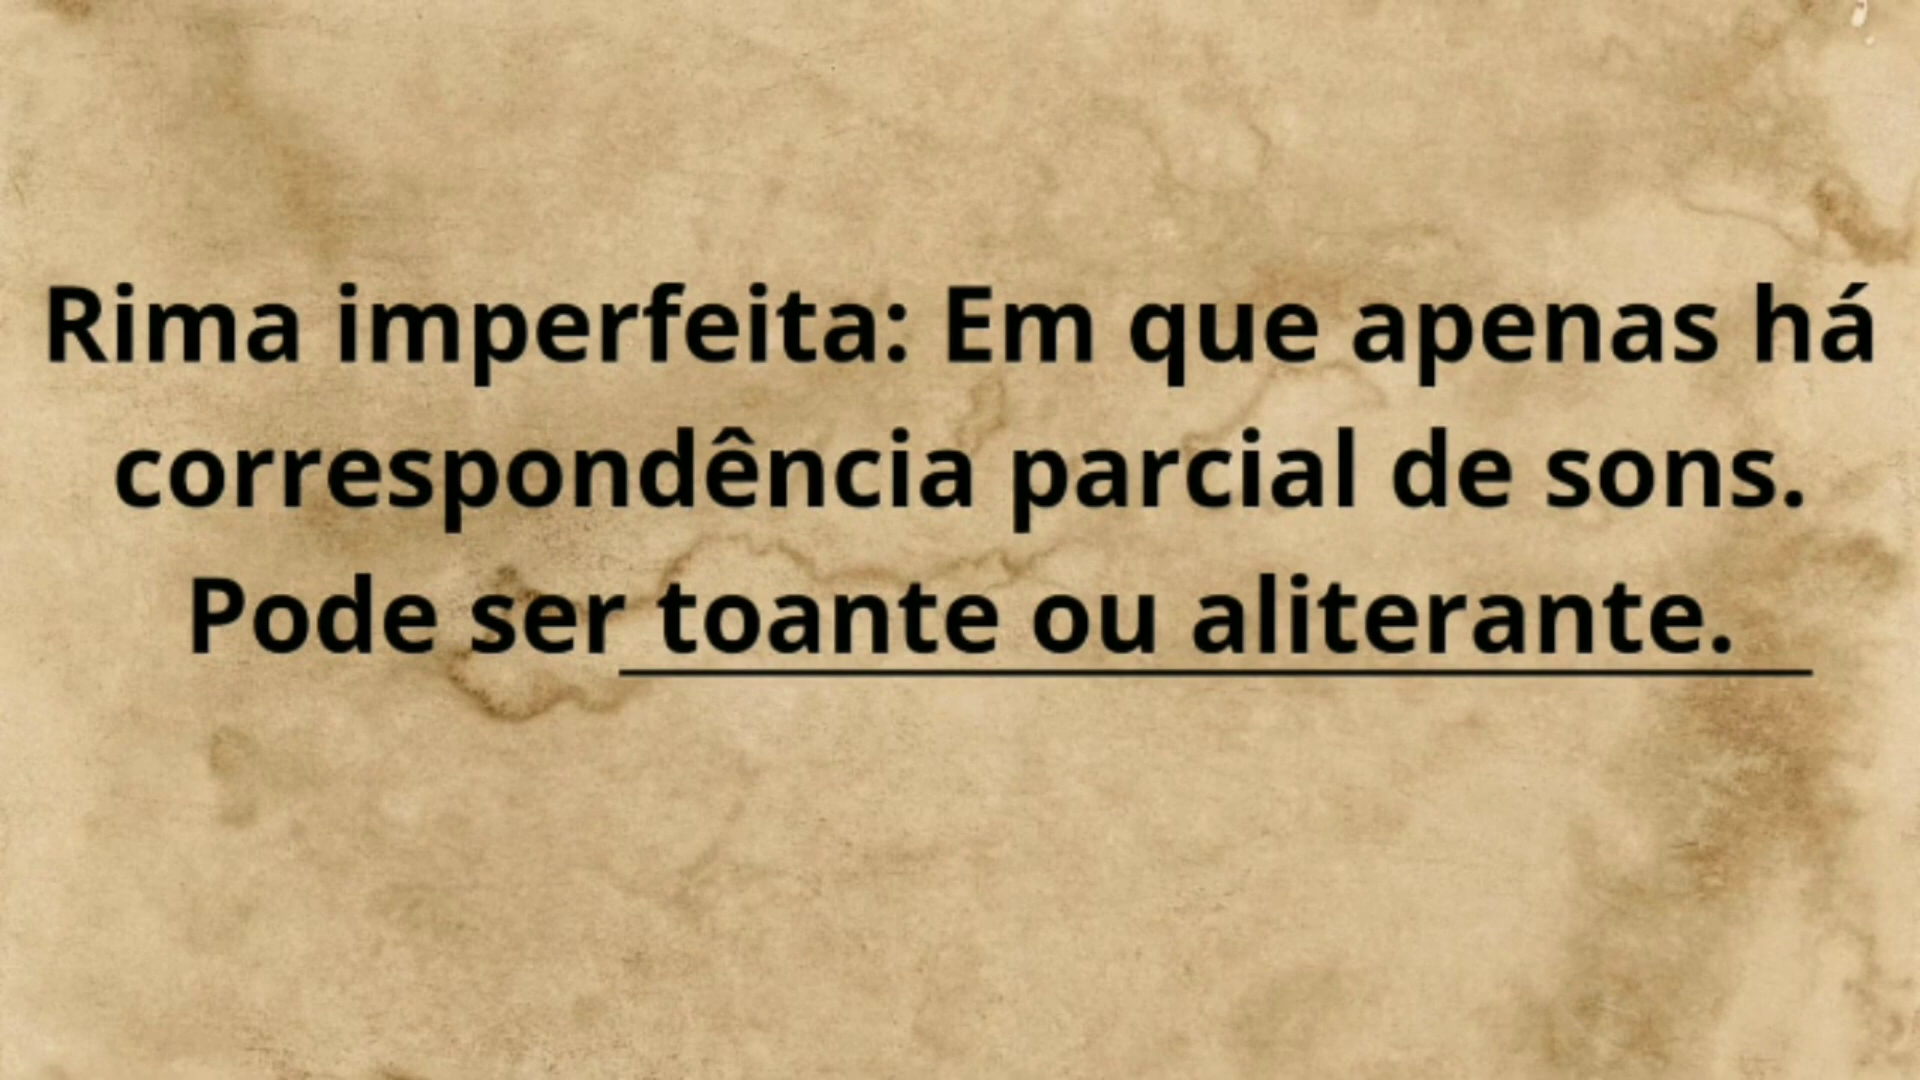 Rima imperfeita: Em que apenas há
correspondência parcial de sons.
Pode ser toante ou aliterante.